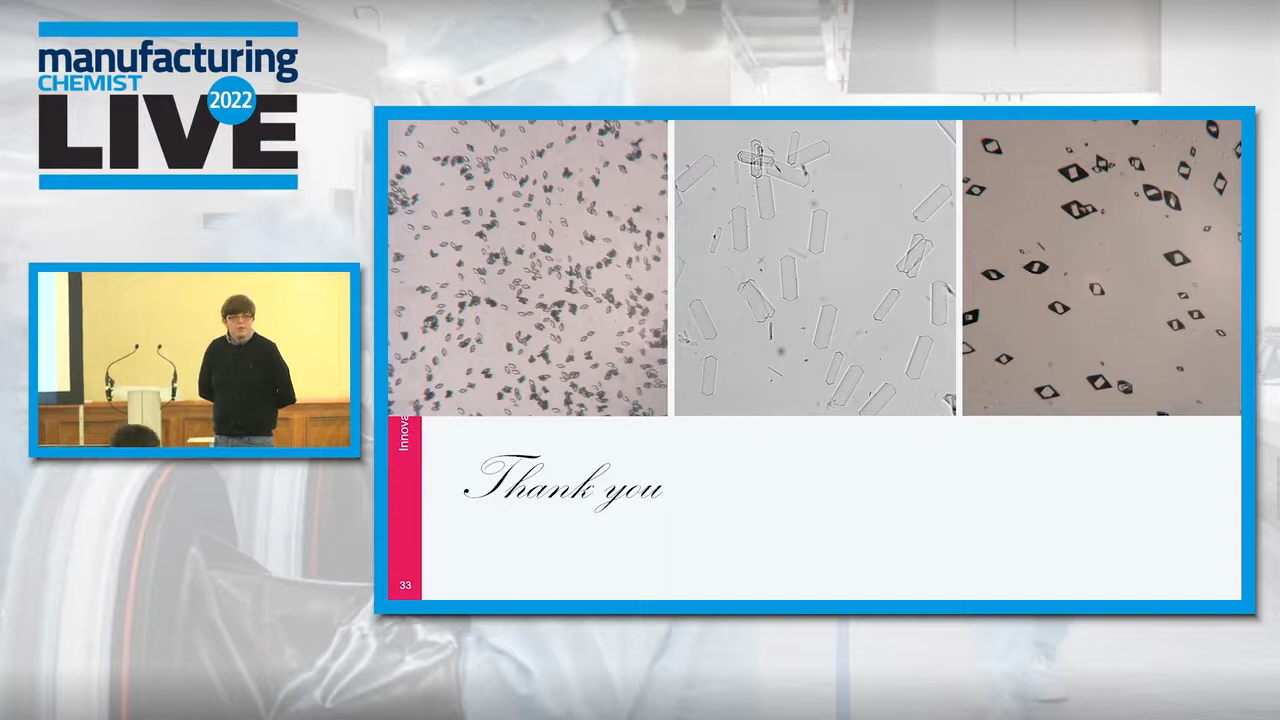 manufacturing
CHEMIST
LIVE
2022
Innova
Thank you
33